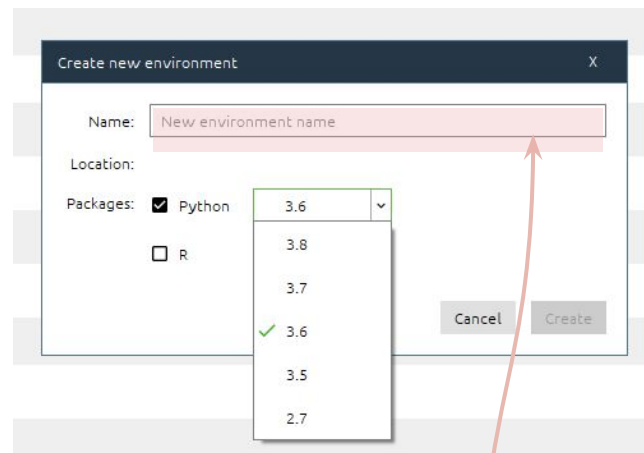 Create new environment X
Name: New environment name
Location:
Packages: Python 3.6
3.8
R
3.7
3.6
Cancel Create
3.5
2.7